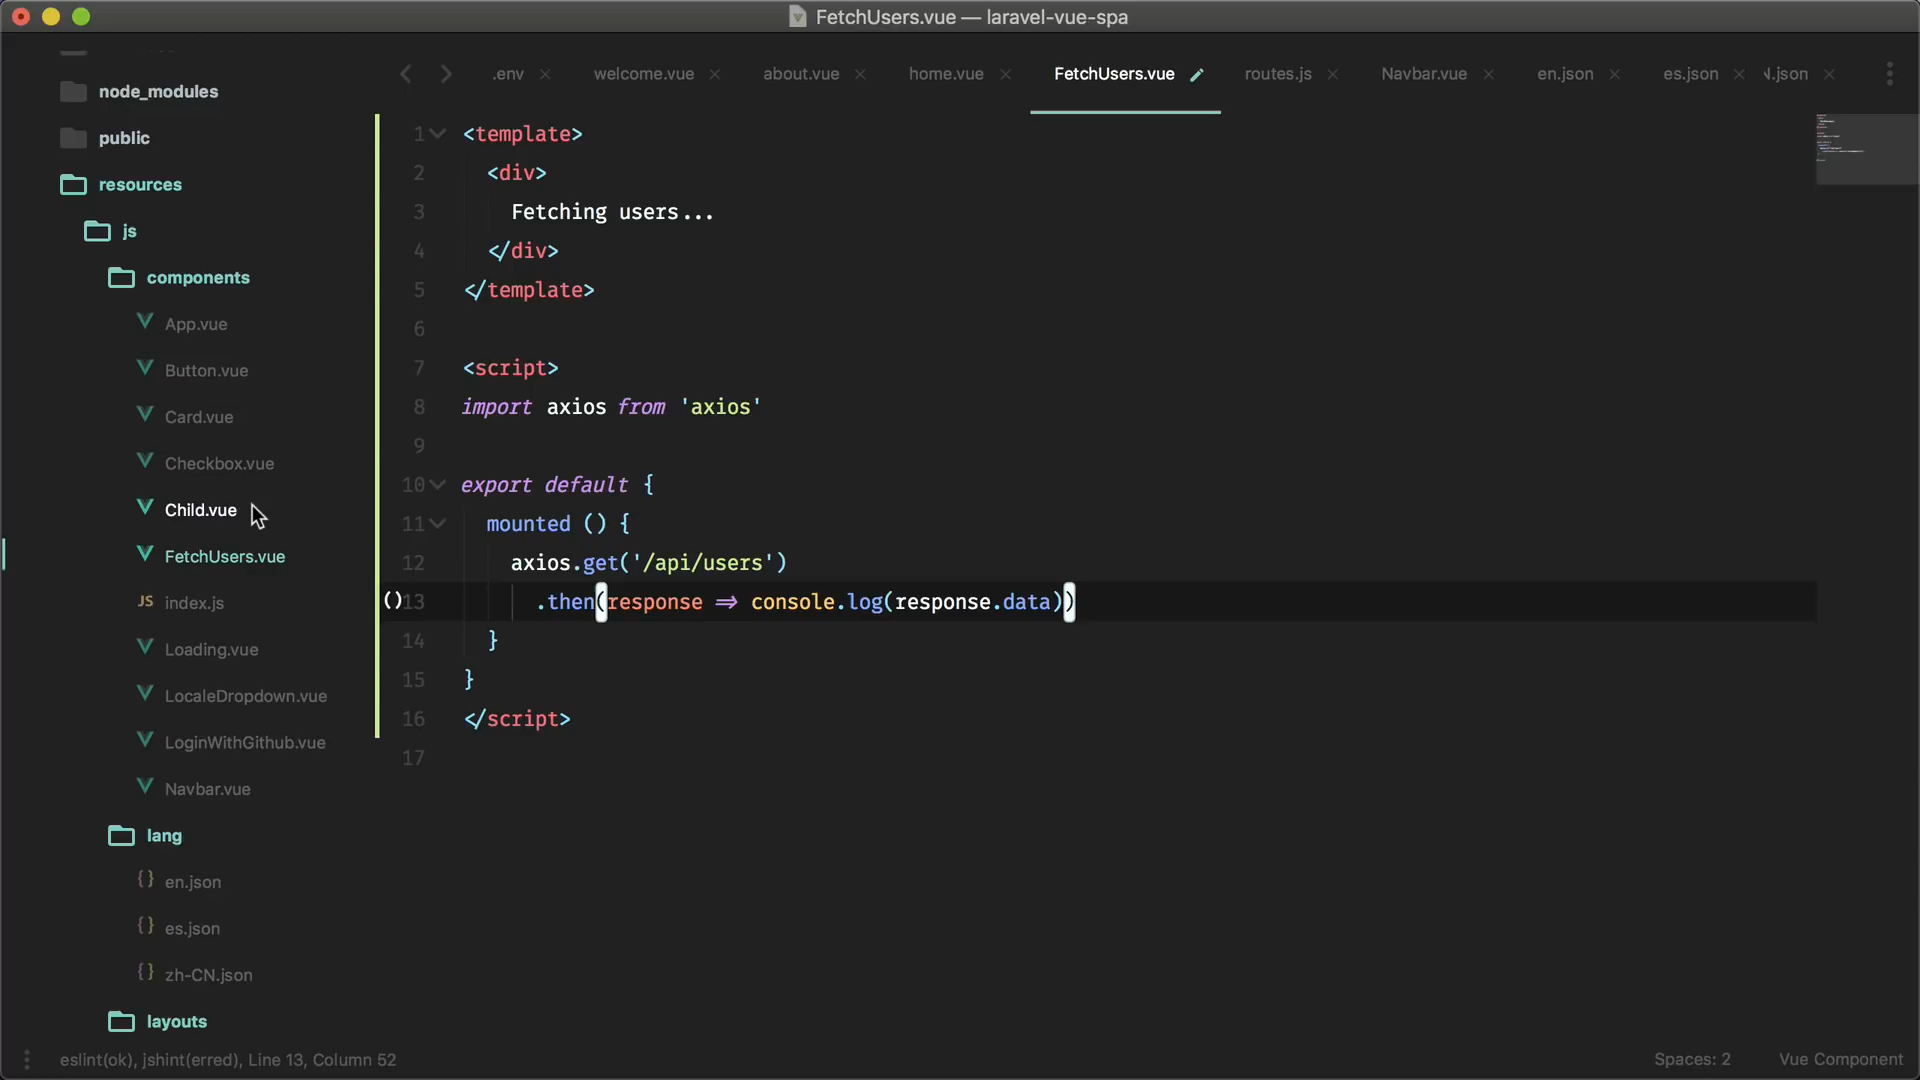 FetchUsers.vue — laravel-vue-spa
.env × welcome.vue × about.vue × home.vue × FetchUsers.vue routes.js × Navbar.vue × en.json × es.json × N.json ×
node_modules
public
resources
js
components
App.vue
Button.vue
Card.vue
Checkbox.vue
Child.vue
FetchUsers.vue
JS index.js
Loading.vue
LocaleDropdown.vue
LoginWithGithub.vue
Navbar.vue
lang
{} en.json
{} es.json
{} zh-CN.json
layouts
1 <template>
2 <div>
3 Fetching users...
4 </div>
5 </template>
6
7 <script>
8 import axios from 'axios'
9
10 export default {
11 mounted () {
12 axios.get('/api/users')
()13 .then(response => console.log(response.data))
14 }
15 }
16 </script>
17
eslint(ok), jshint(erred), Line 13, Column 52
Spaces: 2 Vue Component